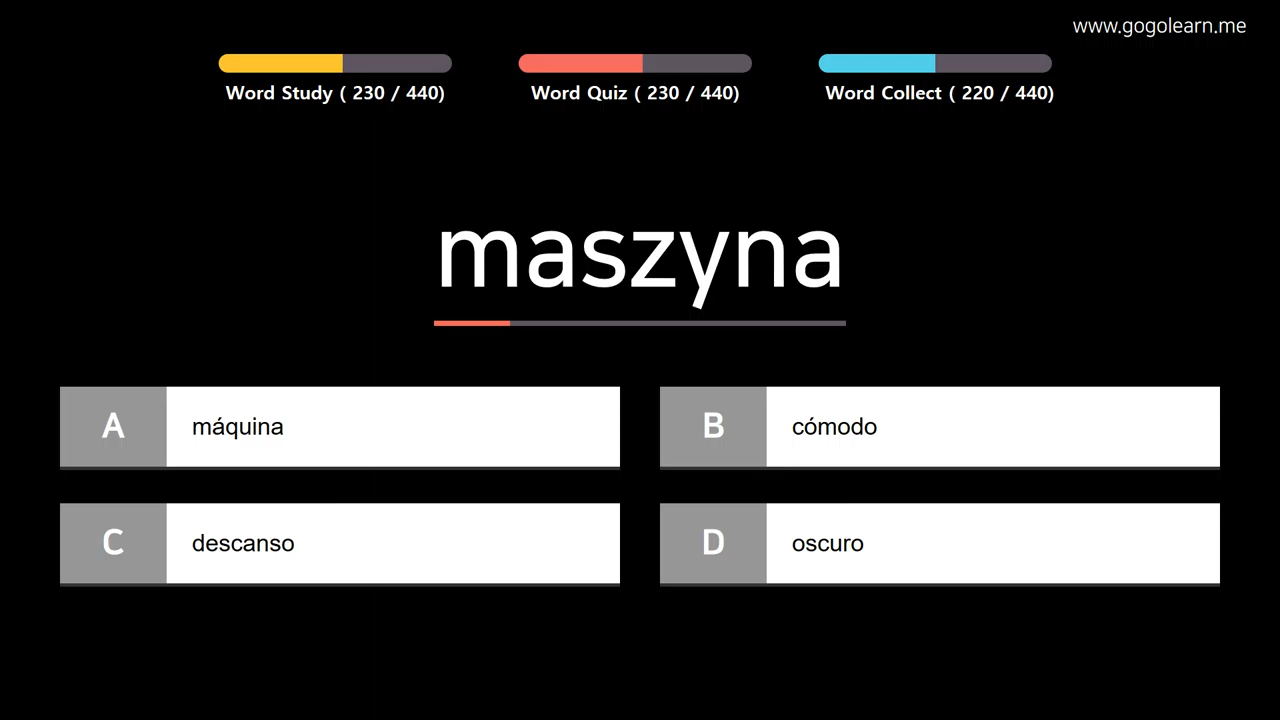 www.gogolearn.me
Word Study ( 230 / 440)
Word Quiz ( 230 / 440)
Word Collect ( 220 / 440)
maszyna
A máquina
B cómodo
C descanso
D oscuro